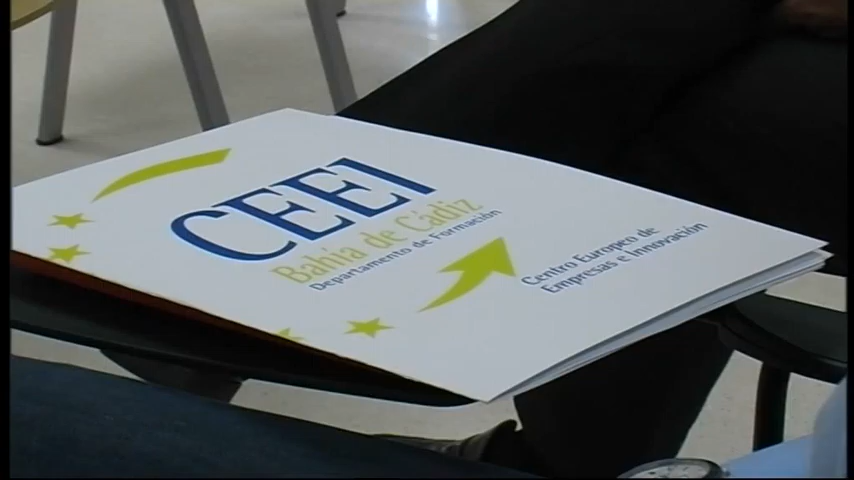 CEEI
Bahía de Cádiz
Departamento de Formación
Centro Europeo de
Empresas e Innovación